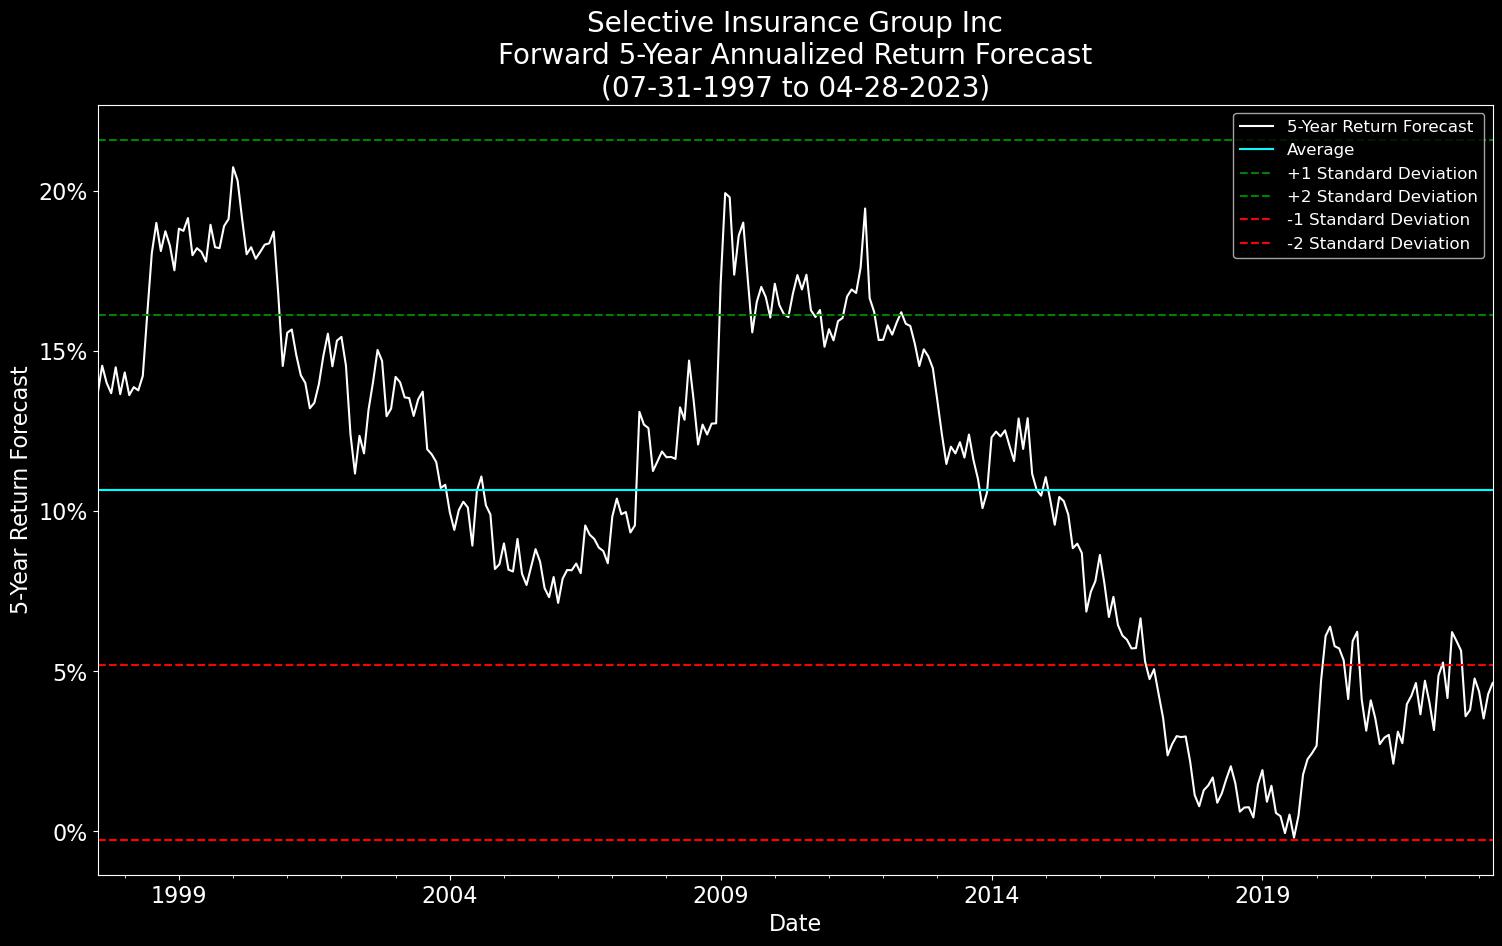 Selective Insurance Group Inc
Forward 5-Year Annualized Return Forecast
(07-31-1997 to 04-28-2023)
5-Year Return Forecast
Average
+1 Standard Deviation
+2 Standard Deviation
-1 Standard Deviation
-2 Standard Deviation
20%
15%
10%
5%
0%
5-Year Return Forecast
1999
2004
2009
2014
2019
Date